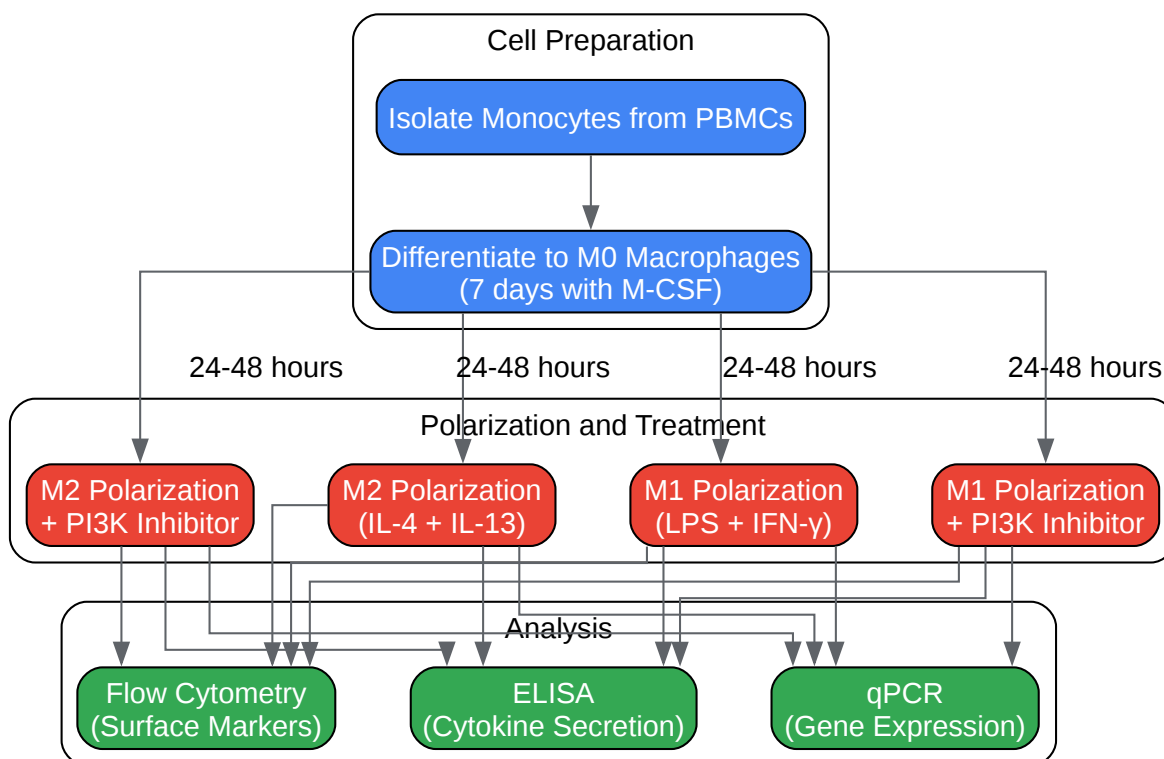 Cell Preparation
Isolate Monocytes from PBMCs
Differentiate to M0 Macrophages
(7 days with M-CSF)
24-48 hours
24-48 hours
24-48 hours
24-48 hours
Polarization and Treatment
M2 Polarization
+ PI3K Inhibitor
M2 Polarization
(IL-4 + IL-13)
M1 Polarization
(LPS + IFN-γ)
M1 Polarization
+ PI3K Inhibitor
Analysis
Flow Cytometry
(Surface Markers)
ELISA
(Cytokine Secretion)
qPCR
(Gene Expression)